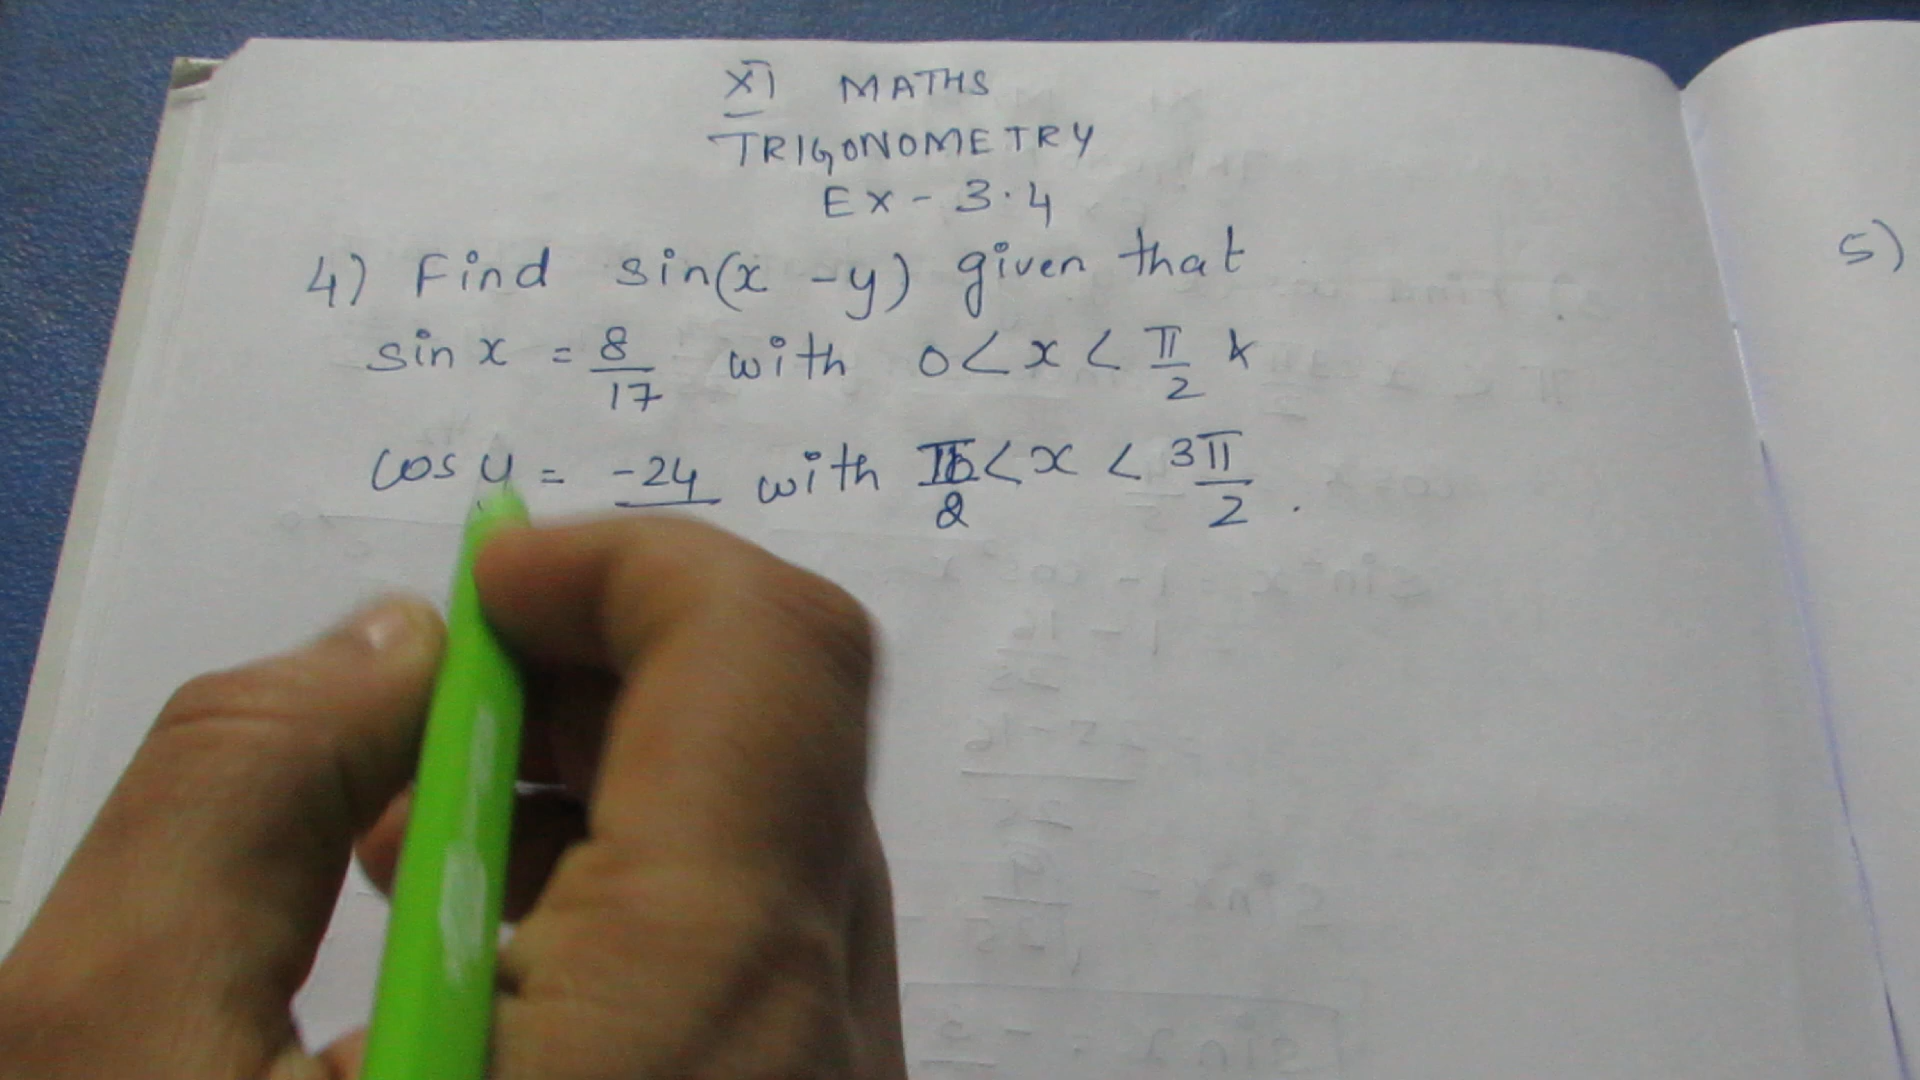 XI MATHS
TRIGONOMETRY
EX - 3.4
4) Find sin(x - y) given that
sin x = 8/17 with 0 < x < π/2 &
cos y = -24 with π/2 < x < 3π/2 .
5)